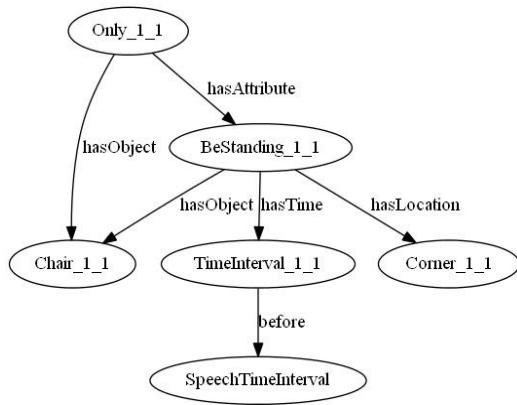 Only_1_1
hasAttribute
hasObject
BeStanding_1_1
hasObject
hasTime
hasLocation
Chair_1_1
TimeInterval_1_1
Corner_1_1
before
SpeechTimeInterval